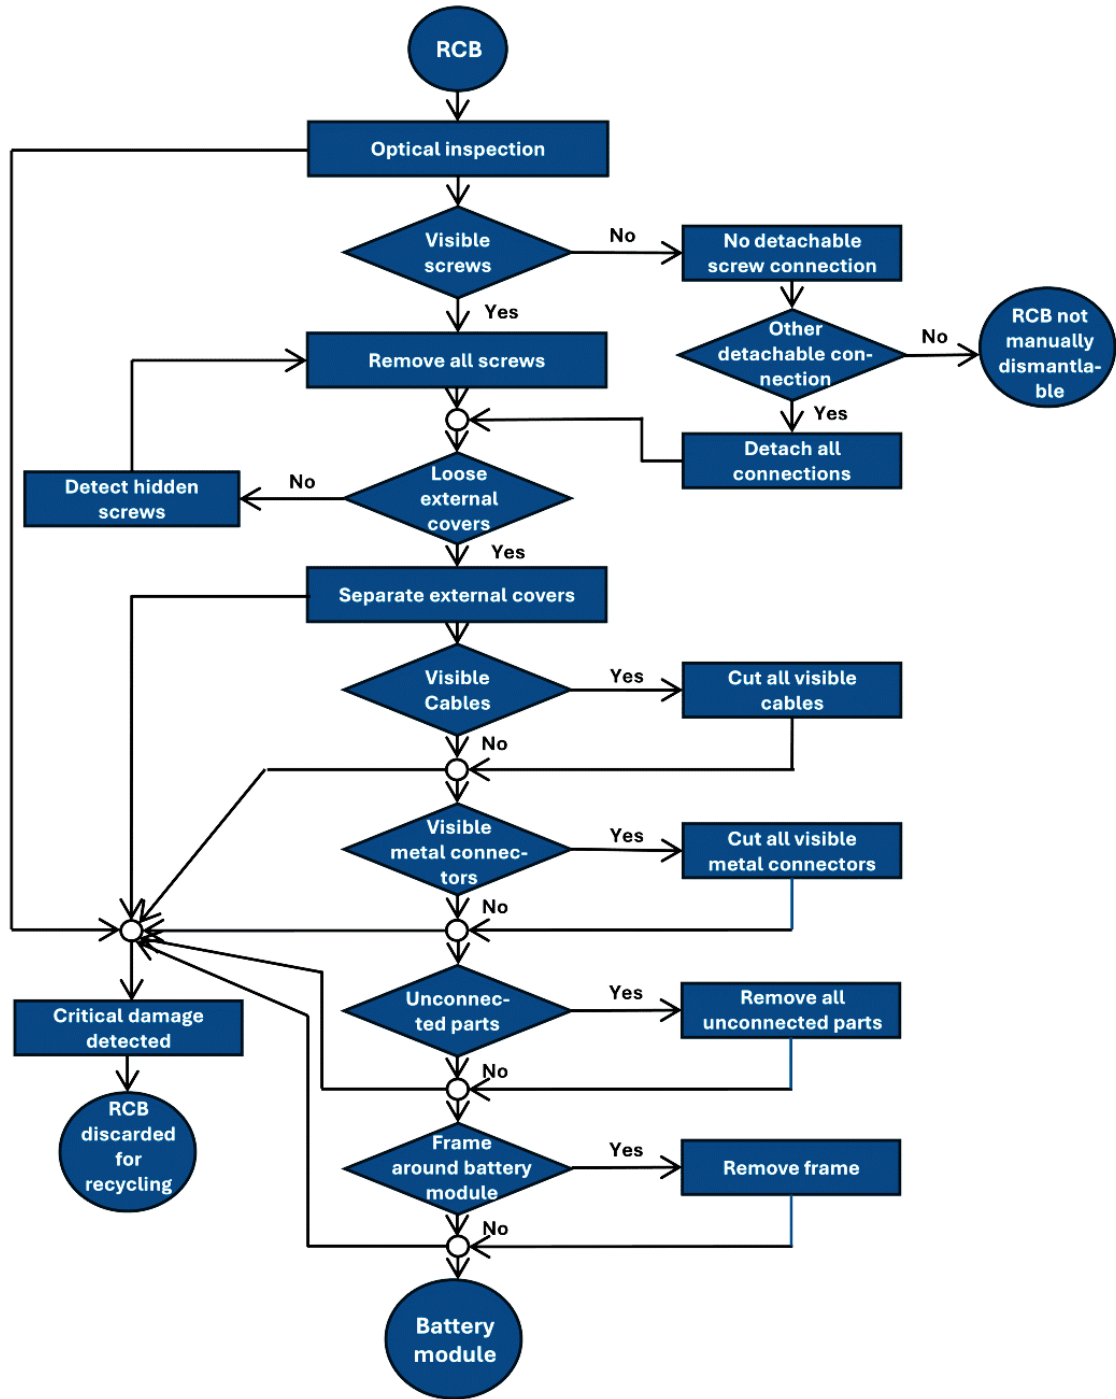 RCB
Optical inspection
Visible
screws
No
No detachable
screw connection
Yes
Other
detachable con-
nection
No
RCB not
manually
dismantla-
ble
Remove all screws
Yes
Detach all
connections
Loose
external
covers
No
Detect hidden
screws
Yes
Separate external covers
Visible
Cables
Yes
Cut all visible
cables
No
Visible
metal connec-
tors
Yes
Cut all visible
metal connectors
No
Unconnec-
ted parts
Yes
Remove all
unconnected parts
No
Critical damage
detected
RCB
discarded
for
recycling
Frame
around battery
module
Yes
Remove frame
No
Battery
module